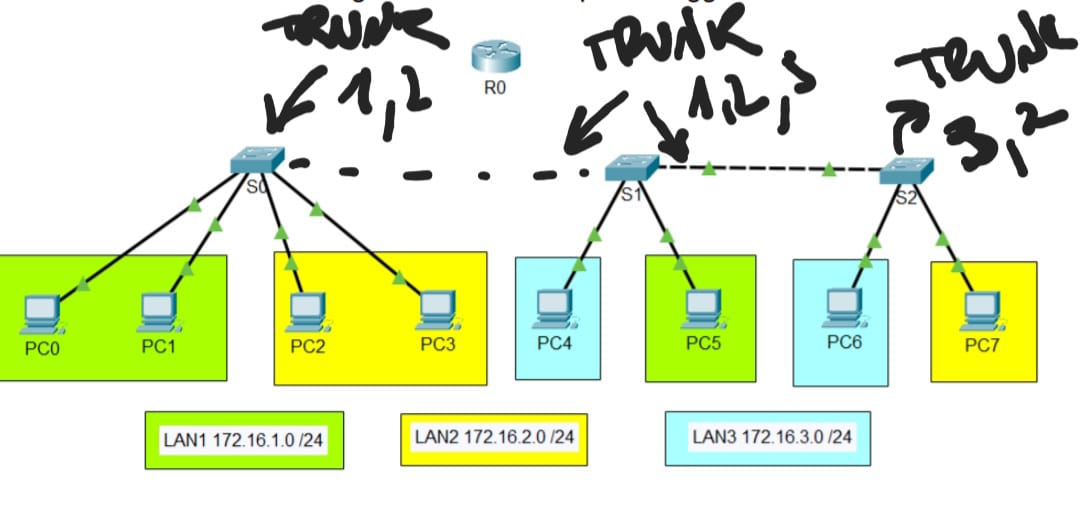 TRUNK
TRUNK
TRUNK
1,2
1,2,3
3,2
R0
S0
S1
S2
PC0
PC1
PC2
PC3
PC4
PC5
PC6
PC7
LAN1 172.16.1.0 /24
LAN2 172.16.2.0 /24
LAN3 172.16.3.0 /24